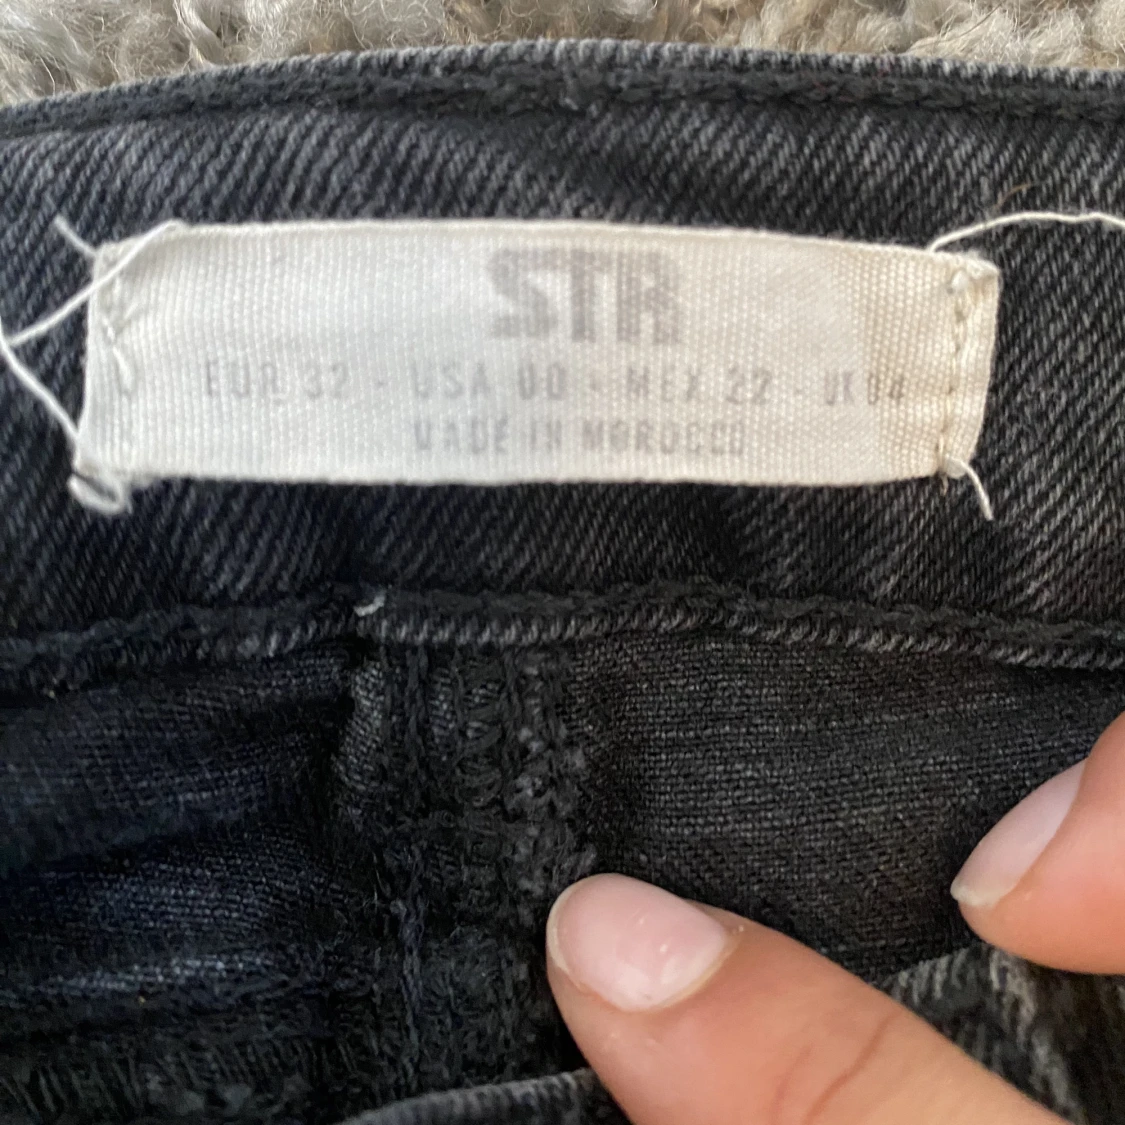 STR
EUR 32 - USA 00 - MEX 22 - UK 04
MADE IN MOROCCO